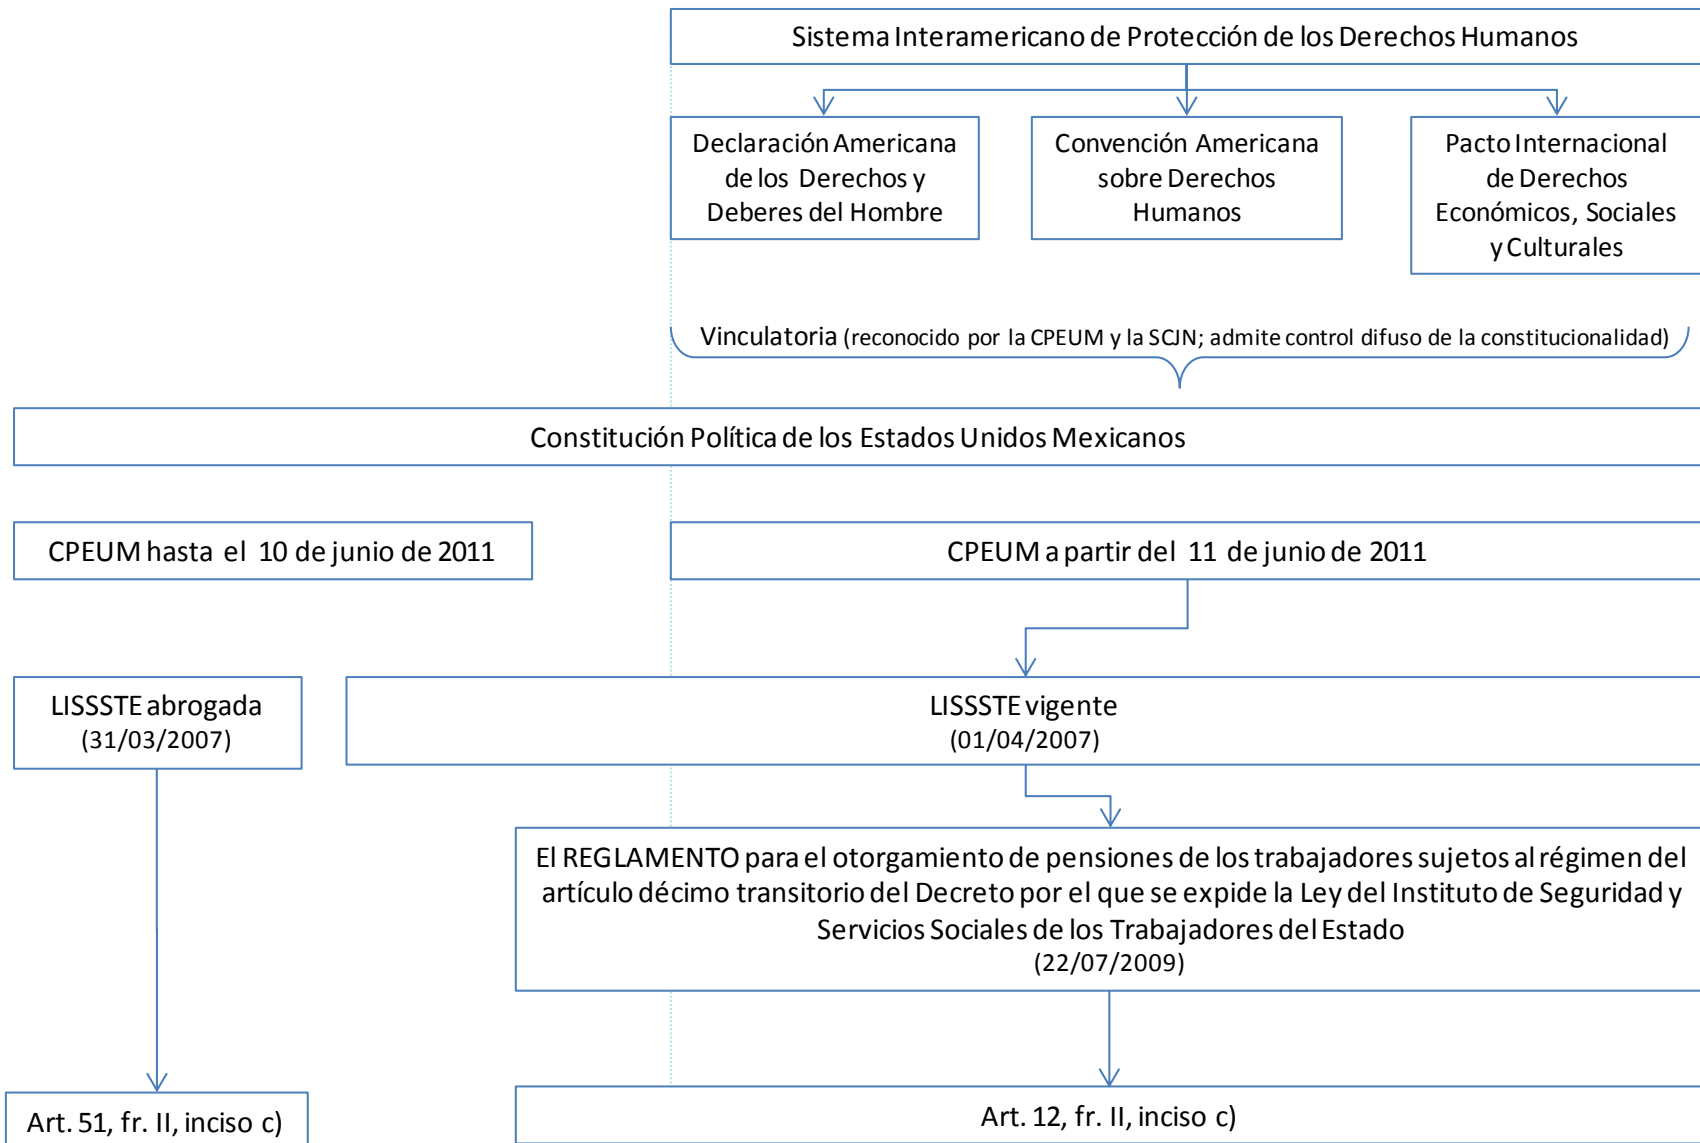 Sistema Interamericano de Protección de los Derechos Humanos
Declaración Americana
de los Derechos y
Deberes del Hombre
Convención Americana
sobre Derechos
Humanos
Pacto Internacional
de Derechos
Económicos, Sociales
y Culturales
Vinculatoria (reconocido por la CPEUM y la SCJN; admite control difuso de la constitucionalidad)
Constitución Política de los Estados Unidos Mexicanos
CPEUM hasta el 10 de junio de 2011
CPEUM a partir del 11 de junio de 2011
LISSSTE abrogada
(31/03/2007)
LISSSTE vigente
(01/04/2007)
El REGLAMENTO para el otorgamiento de pensiones de los trabajadores sujetos al régimen del
artículo décimo transitorio del Decreto por el que se expide la Ley del Instituto de Seguridad y
Servicios Sociales de los Trabajadores del Estado
(22/07/2009)
Art. 51, fr. II, inciso c)
Art. 12, fr. II, inciso c)